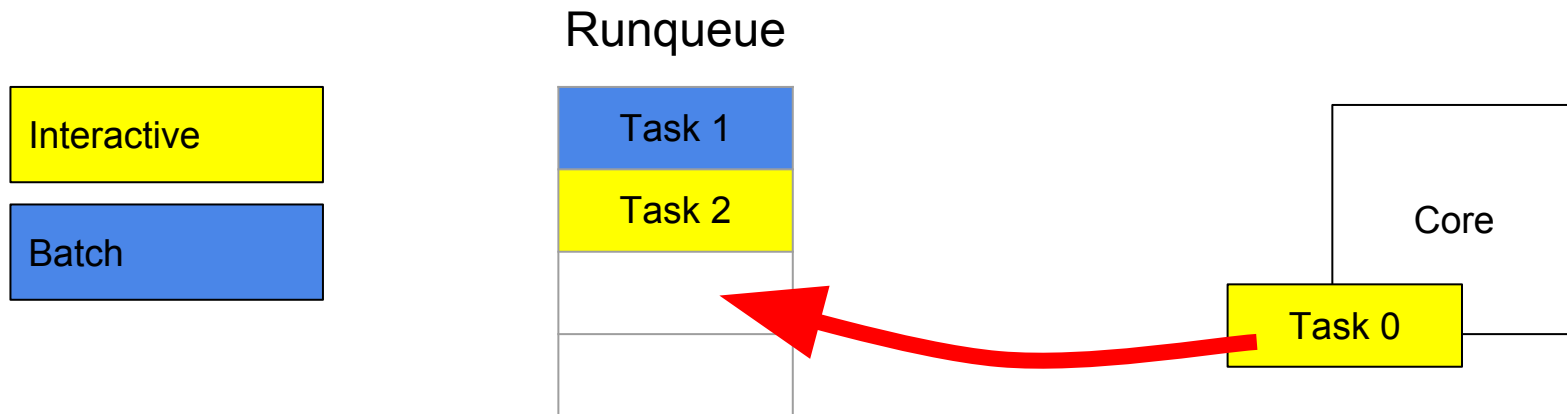 Runqueue
Interactive
Batch
Task 1
Task 2
Core
Task 0